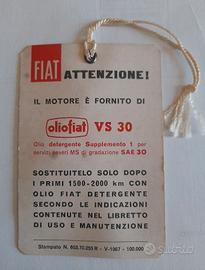 FIAT ATTENZIONE!
IL MOTORE È FORNITO DI
oliofiat VS 30
Olio detergente Supplemento 1 per
servizi severi MS di gradazione SAE 30
SOSTITUITELO SOLO DOPO
I PRIMI 1500-2000 km CON
OLIO FIAT DETERGENTE
SECONDO LE INDICAZIONI
CONTENUTE NEL LIBRETTO
DI USO E MANUTENZIONE
Stampato N. 603.10.255 R - V-1967 - 100.000
subito